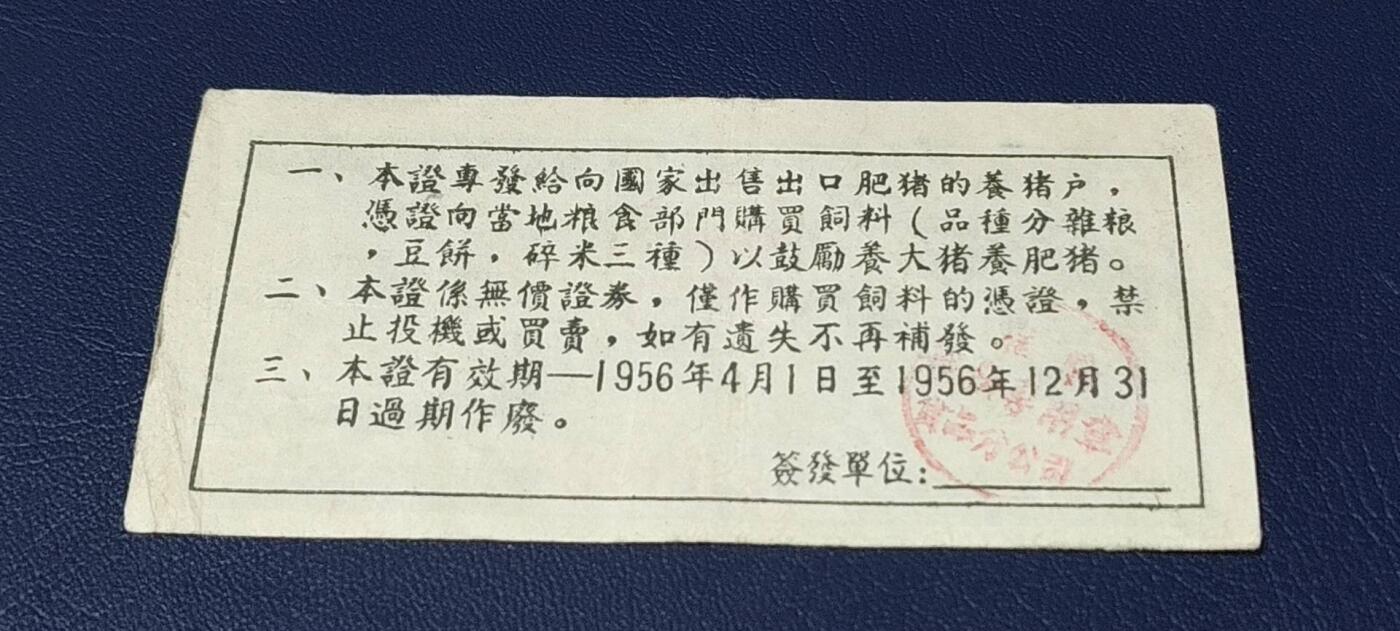 一、本證專發給向國家出售出口肥猪的養猪户，
憑證向當地粮食部門購買飼料（品種分雜粮
，豆餅，碎米三種）以鼓勵養大猪養肥猪。
二、本證係無價證券，僅作購買飼料的憑證，禁
止投機或買賣，如有遺失不再補發。
三、本證有效期—1956年4月1日至1956年12月31
日過期作廢。
簽發單位：